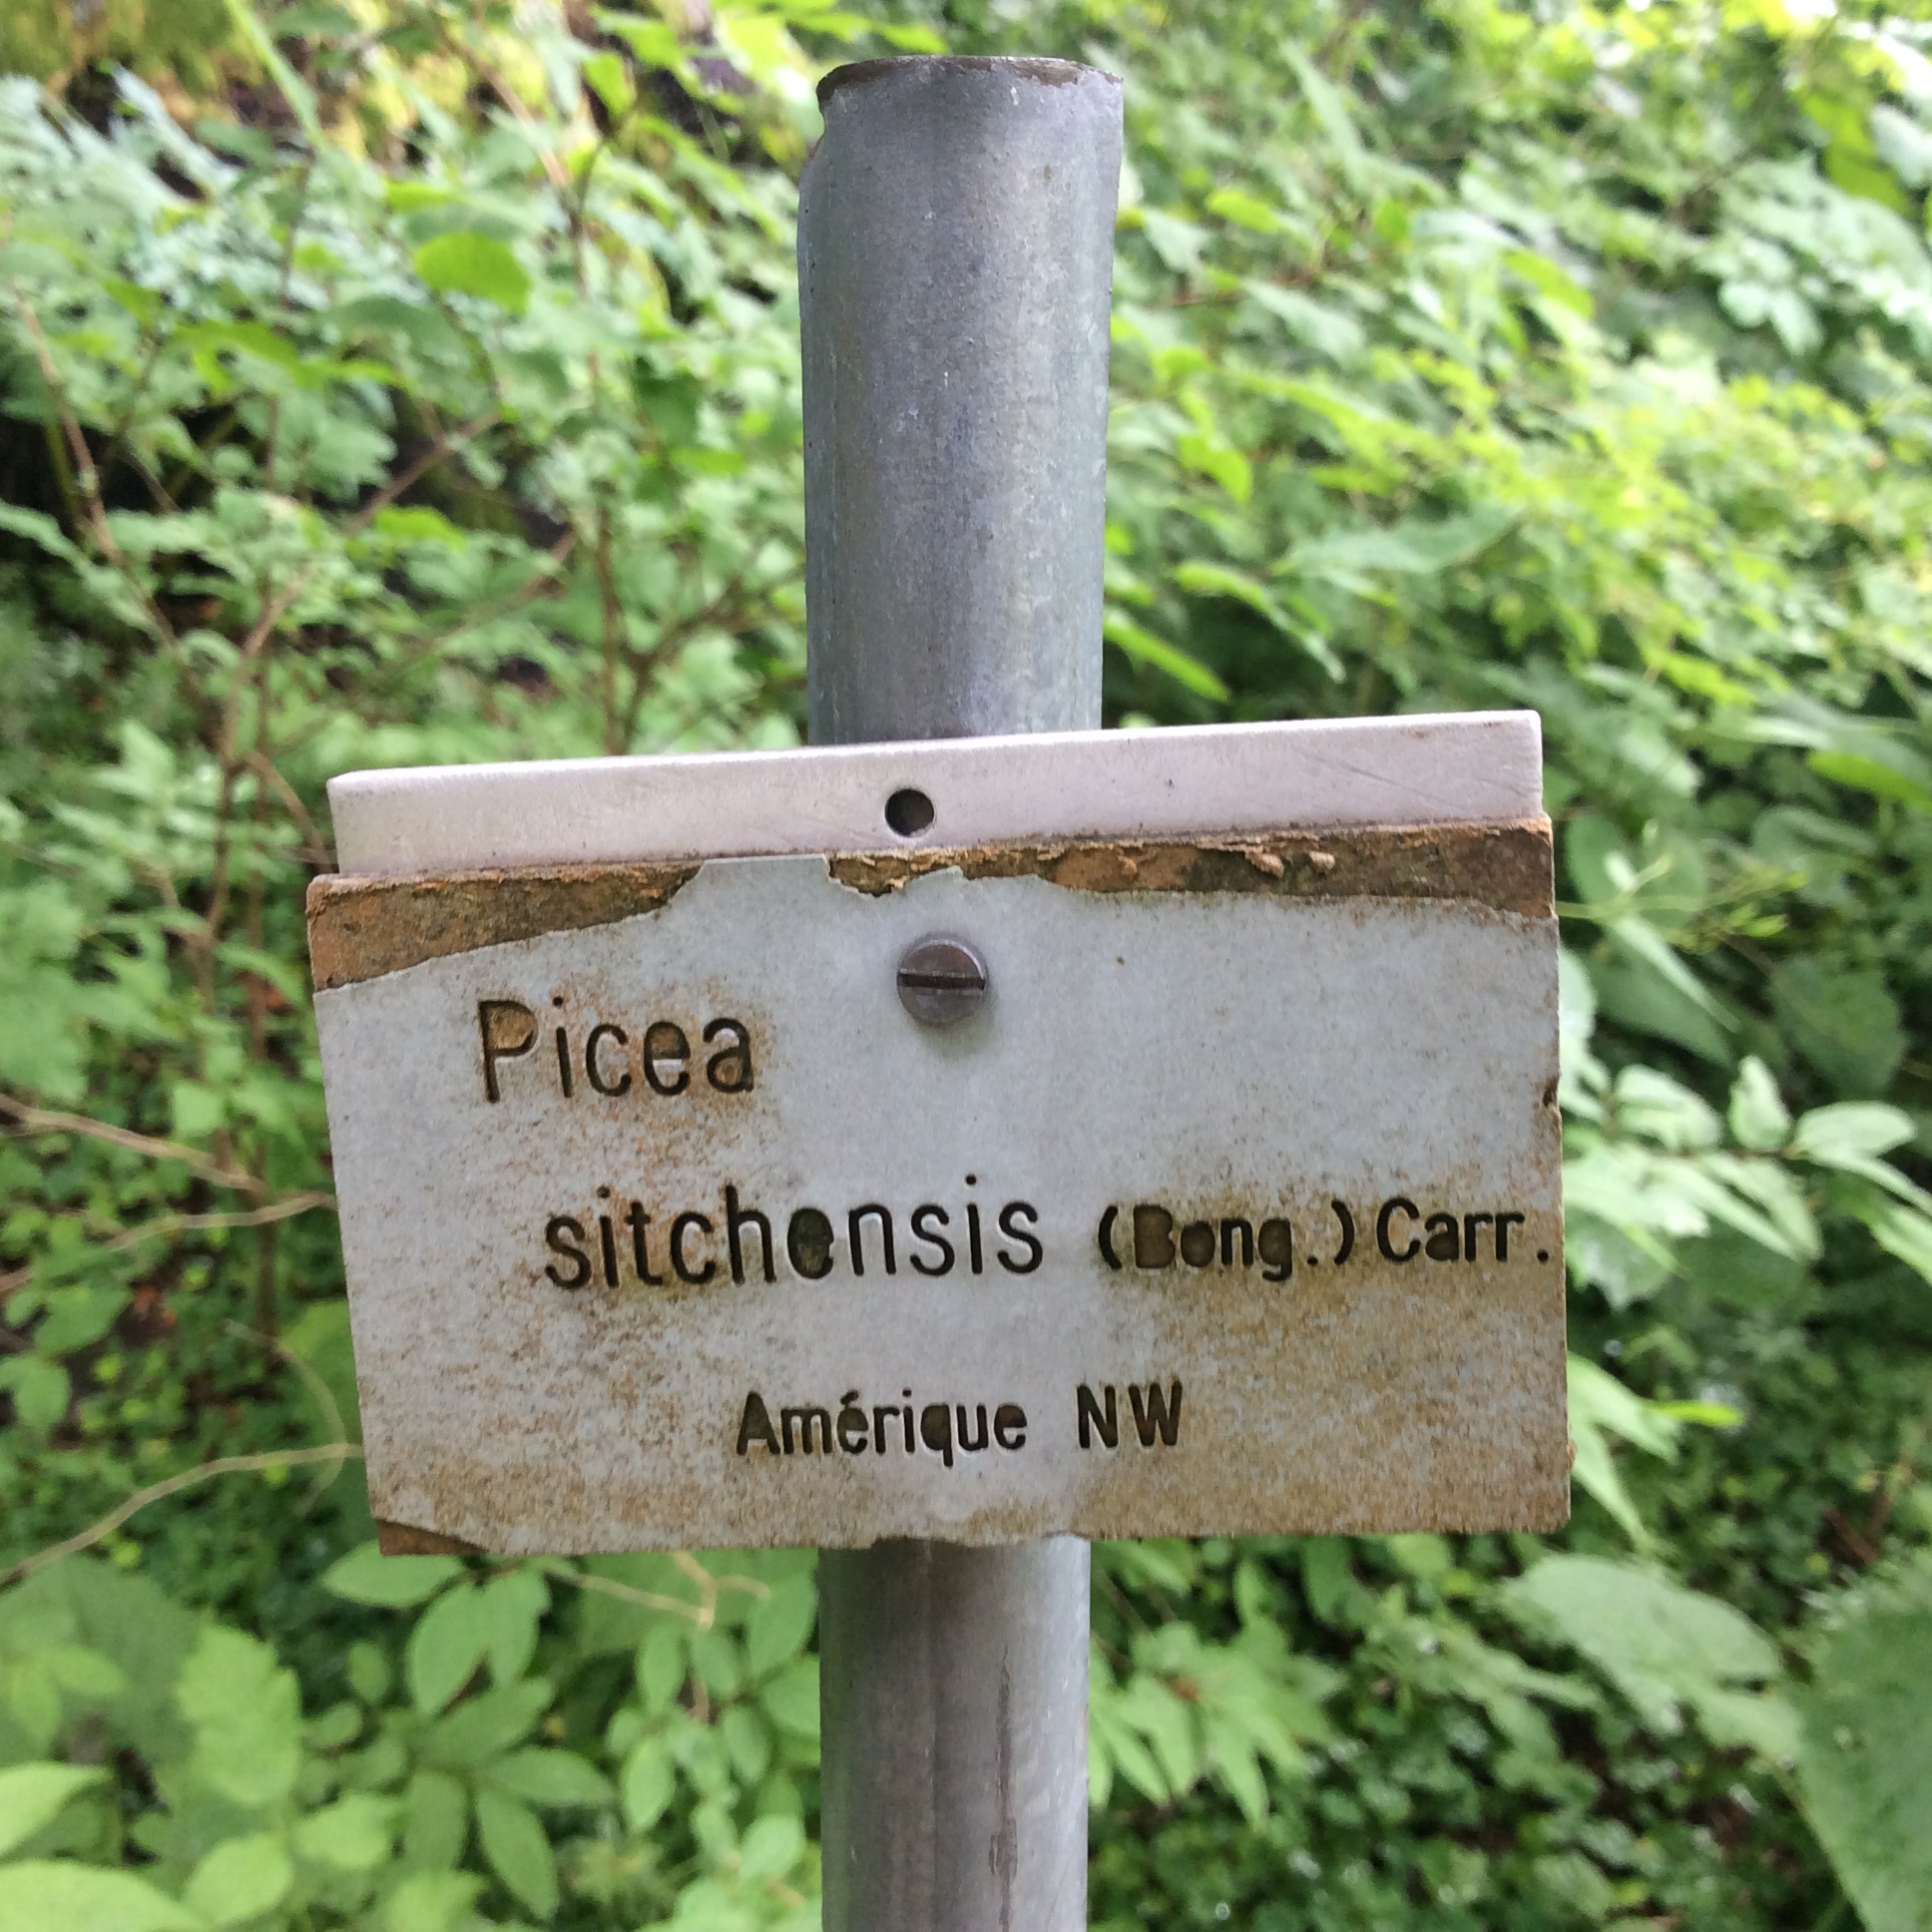 Picea
sitchensis (Bong.) Carr.
Amérique NW